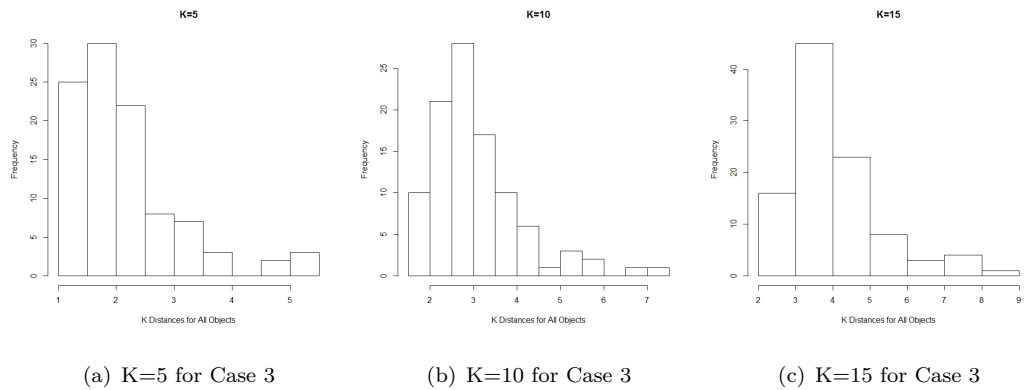 K=5
30
25
20
15
10
5
0
Frequency
1 2 3 4 5
K Distances for All Objects
(a) K=5 for Case 3
K=10
25
20
15
10
5
0
Frequency
2 3 4 5 6 7
K Distances for All Objects
(b) K=10 for Case 3
K=15
40
30
20
10
0
Frequency
2 3 4 5 6 7 8 9
K Distances for All Objects
(c) K=15 for Case 3